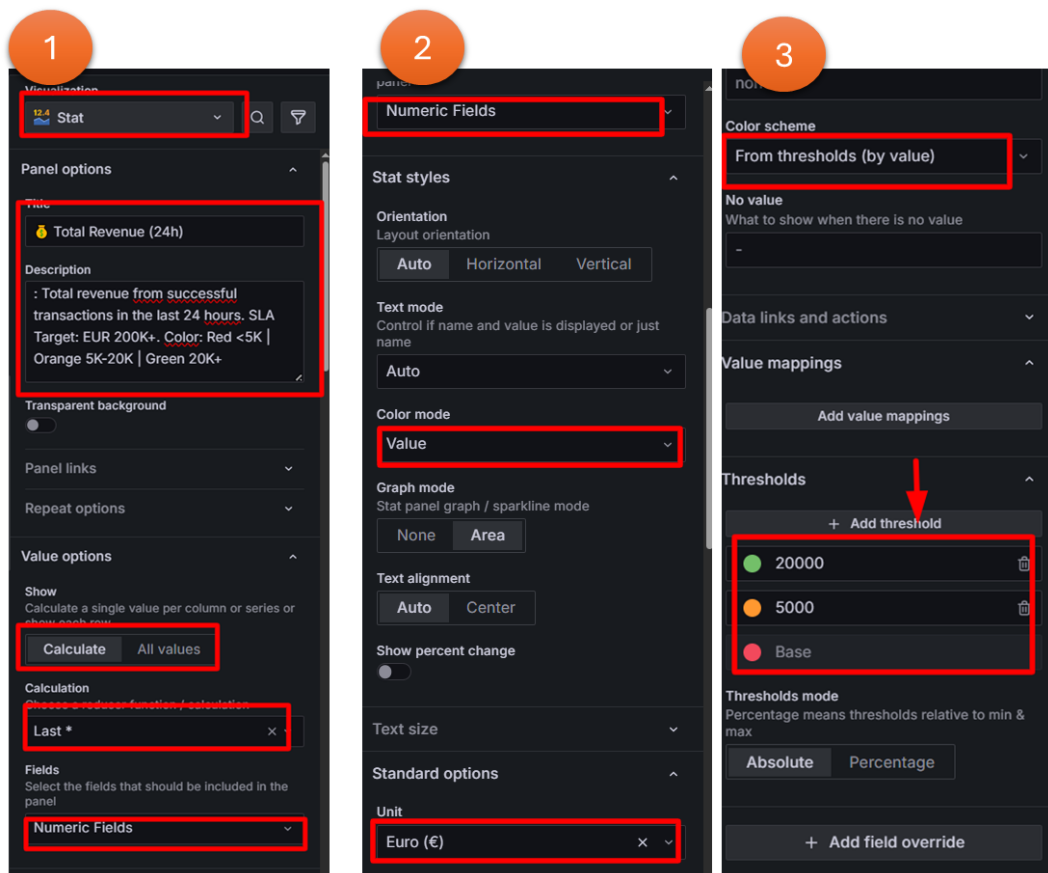 1
Visualization
12.4
Stat
Panel options
Title
💰 Total Revenue (24h)
Description
: Total revenue from successful
transactions in the last 24 hours. SLA
Target: EUR 200K+. Color: Red <5K |
Orange 5K-20K | Green 20K+
Transparent background
Panel links
Repeat options
Value options
Show
Calculate a single value per column or series or
show each row
Calculate All values
Calculation
Choose a reducer function / calculation
Last *
Fields
Select the fields that should be included in the
panel
Numeric Fields
2
panel
Numeric Fields
Stat styles
Orientation
Layout orientation
Auto Horizontal Vertical
Text mode
Control if name and value is displayed or just
name
Auto
Color mode
Value
Graph mode
Stat panel graph / sparkline mode
None Area
Text alignment
Auto Center
Show percent change
Text size
Standard options
Unit
Euro (€)
3
Color scheme
From thresholds (by value)
No value
What to show when there is no value
-
Data links and actions
Value mappings
Add value mappings
Thresholds
+ Add threshold
20000
5000
Base
Thresholds mode
Percentage means thresholds relative to min &
max
Absolute Percentage
+ Add field override